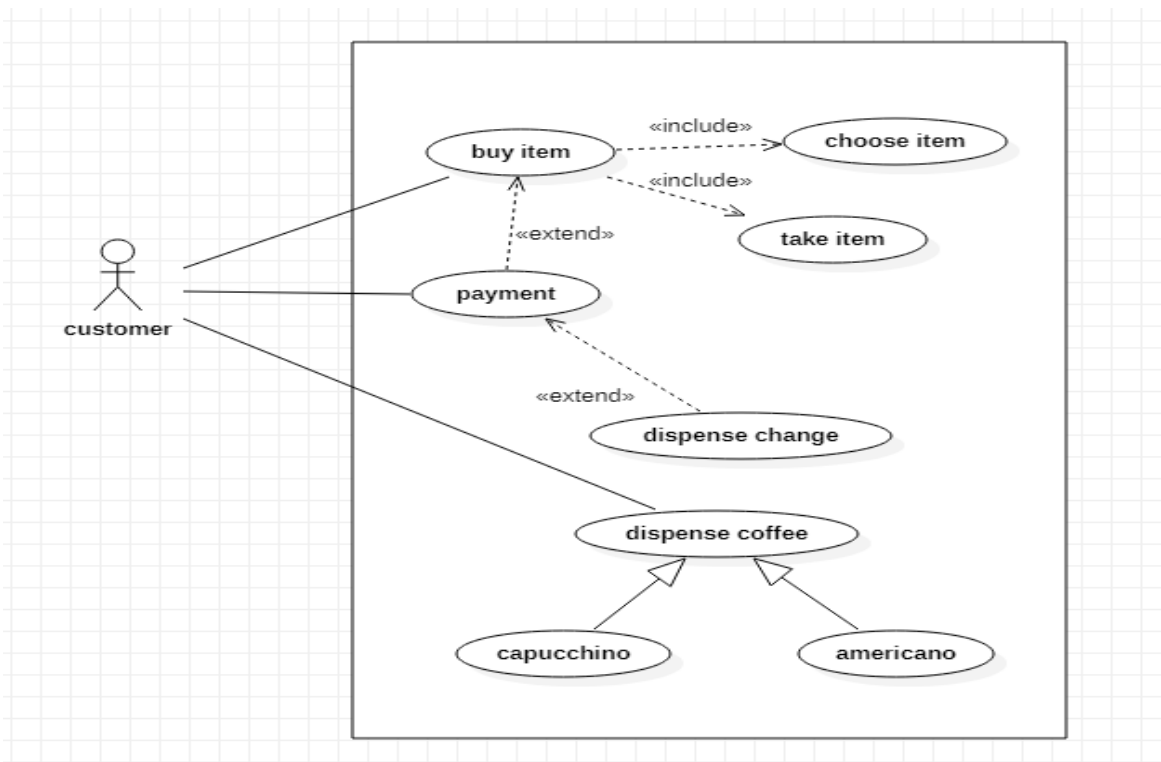 «include»
choose item
buy item
«include»
take item
«extend»
payment
customer
«extend»
dispense change
dispense coffee
capucchino
americano